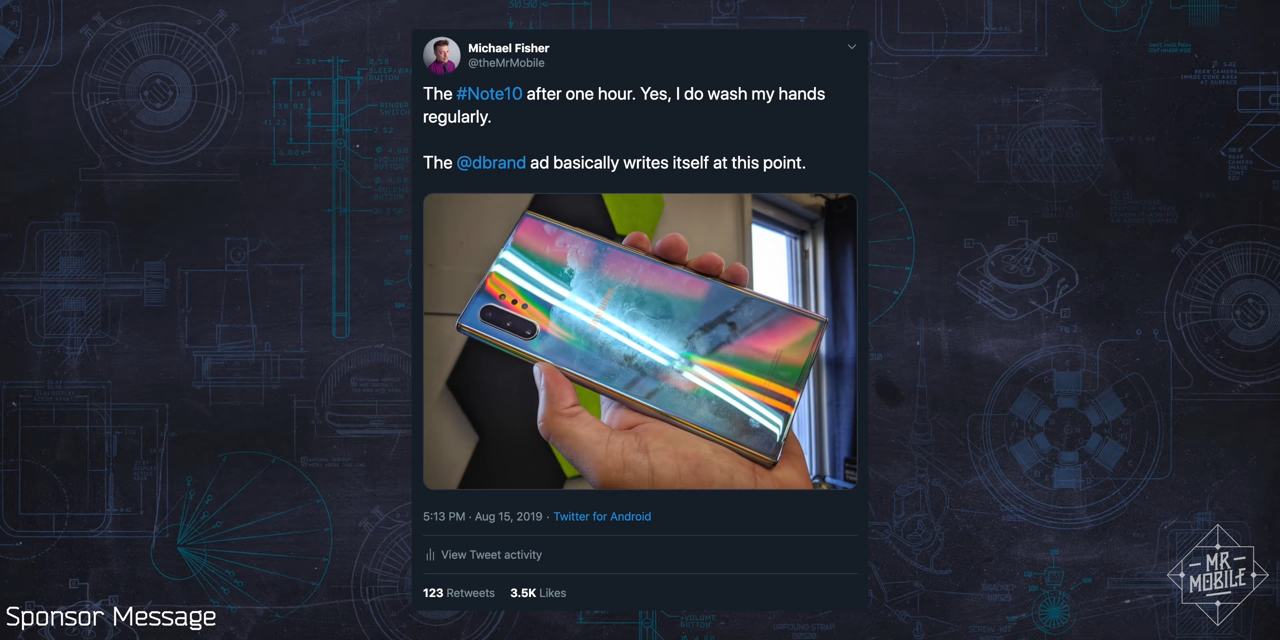 Michael Fisher
@theMrMobile
The #Note10 after one hour. Yes, I do wash my hands
regularly.
The @dbrand ad basically writes itself at this point.
5:13 PM · Aug 15, 2019 · Twitter for Android
View Tweet activity
123 Retweets 3.5K Likes
Sponsor Message
MR
MOBILE